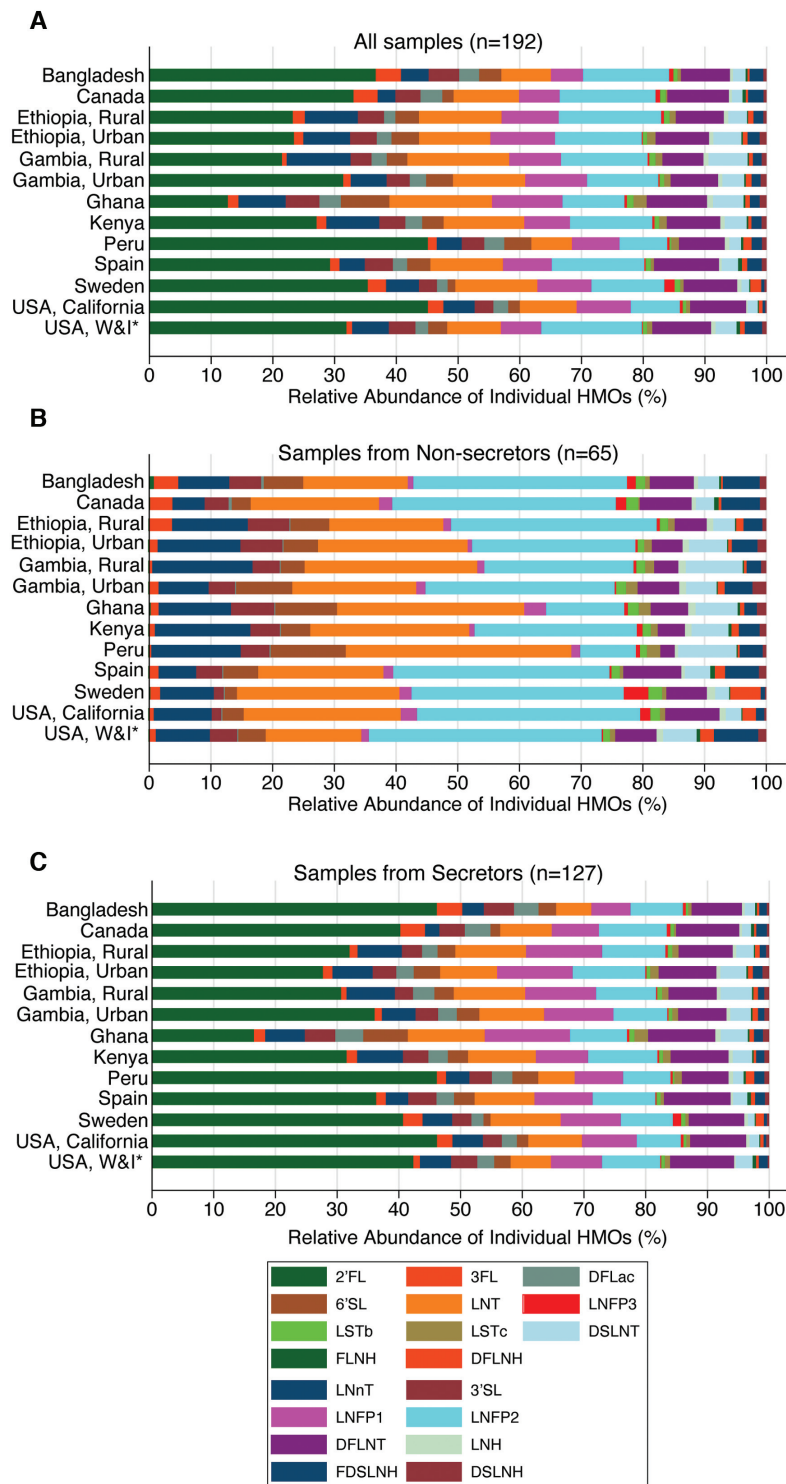 A
All samples (n=192)
Bangladesh
Canada
Ethiopia, Rural
Ethiopia, Urban
Gambia, Rural
Gambia, Urban
Ghana
Kenya
Peru
Spain
Sweden
USA, California
USA, W&I*
0 10 20 30 40 50 60 70 80 90 100
Relative Abundance of Individual HMOs (%)
B
Samples from Non-secretors (n=65)
Bangladesh
Canada
Ethiopia, Rural
Ethiopia, Urban
Gambia, Rural
Gambia, Urban
Ghana
Kenya
Peru
Spain
Sweden
USA, California
USA, W&I*
0 10 20 30 40 50 60 70 80 90 100
Relative Abundance of Individual HMOs (%)
C
Samples from Secretors (n=127)
Bangladesh
Canada
Ethiopia, Rural
Ethiopia, Urban
Gambia, Rural
Gambia, Urban
Ghana
Kenya
Peru
Spain
Sweden
USA, California
USA, W&I*
0 10 20 30 40 50 60 70 80 90 100
Relative Abundance of Individual HMOs (%)
2'FL 3FL DFLac
6'SL LNT LNFP3
LSTb LSTc DSLNT
FLNH DFLNH
LNnT 3'SL
LNFP1 LNFP2
DFLNT LNH
FDSLNH DSLNH